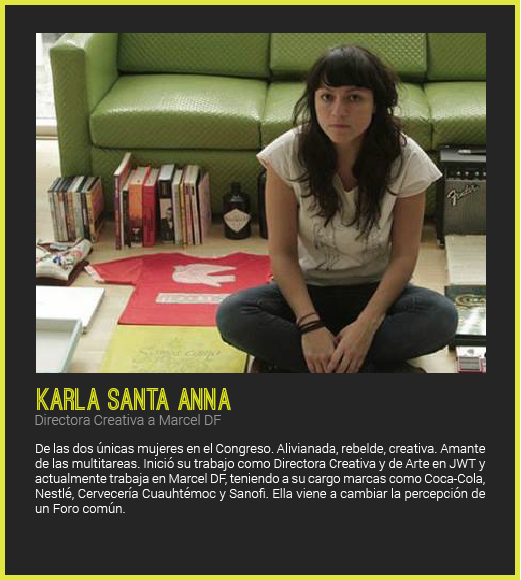 Fender
KARLA SANTA ANNA
Directora Creativa a Marcel DF
De las dos únicas mujeres en el Congreso. Alivianada, rebelde, creativa. Amante
de las multitareas. Inició su trabajo como Directora Creativa y de Arte en JWT y
actualmente trabaja en Marcel DF, teniendo a su cargo marcas como Coca-Cola,
Nestlé, Cervecería Cuauhtémoc y Sanofi. Ella viene a cambiar la percepción de
un Foro común.